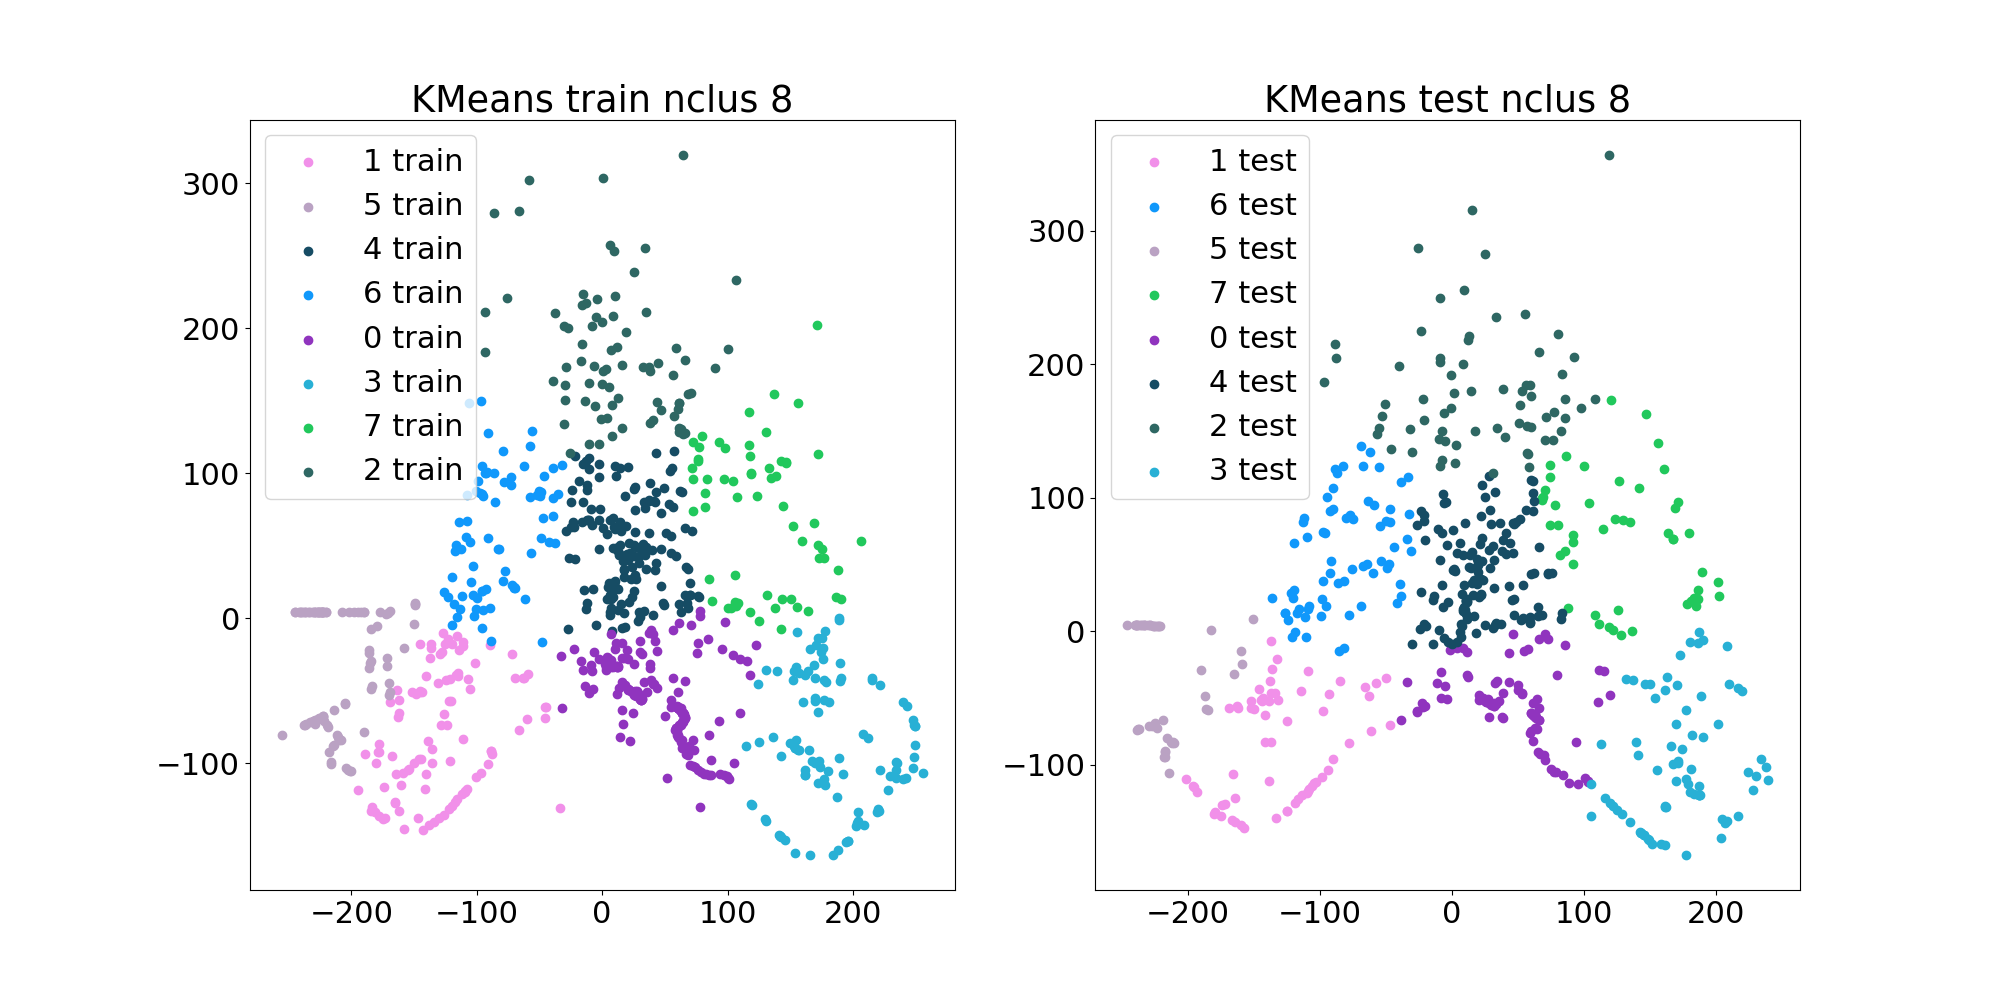 KMeans train nclus 8
1 train
5 train
4 train
6 train
0 train
3 train
7 train
2 train
300
200
100
0
−100
−200 −100 0 100 200
KMeans test nclus 8
1 test
6 test
5 test
7 test
0 test
4 test
2 test
3 test
300
200
100
0
−100
−200 −100 0 100 200